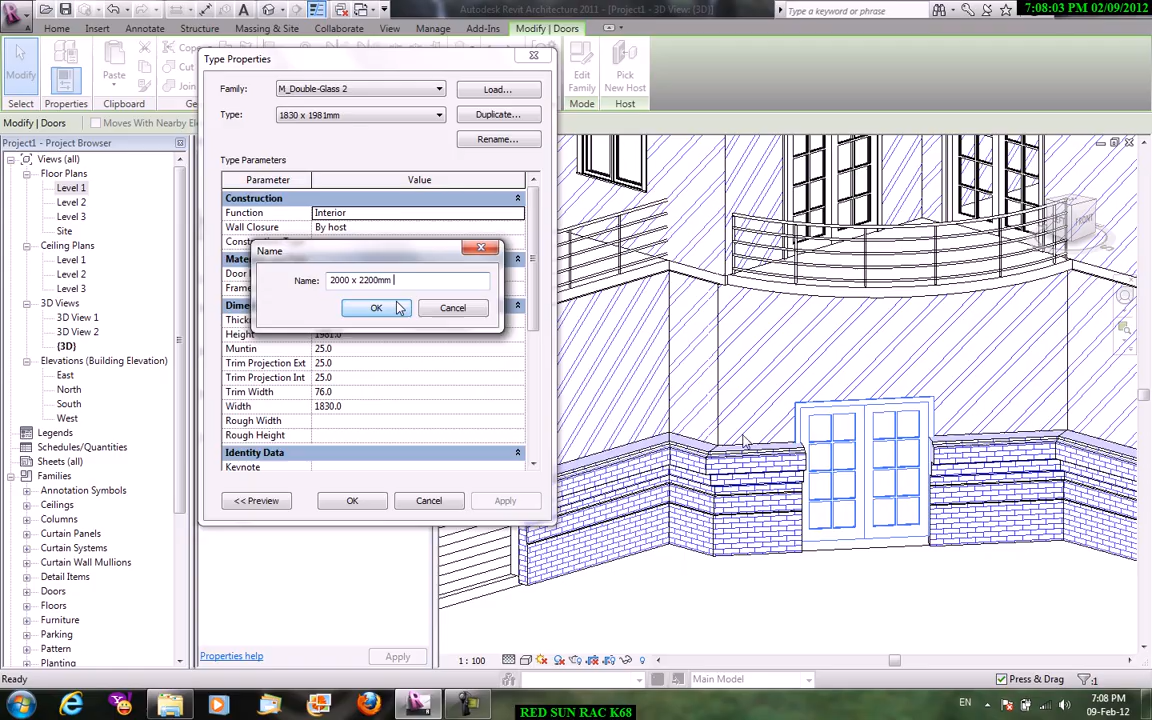 Autodesk Revit Architecture 2011 - [Project1 - 3D View: {3D}]
Type a keyword or phrase
7:08:03 PM 02/09/2012
Home
Insert
Annotate
Structure
Massing & Site
Collaborate
View
Manage
Add-Ins
Modify | Doors
Modify
Paste
Edit
Family
Pick
New Host
Select
Properties
Clipboard
Mode
Host
Modify | Doors
Moves With Nearby
Project1 - Project Browser
Views (all)
Floor Plans
Level 1
Level 2
Level 3
Site
Ceiling Plans
Level 1
Level 2
Level 3
3D Views
3D View 1
3D View 2
{3D}
Elevations (Building Elevation)
East
North
South
West
Legends
Schedules/Quantities
Sheets (all)
Families
Annotation Symbols
Ceilings
Columns
Curtain Panels
Curtain Systems
Curtain Wall Mullions
Detail Items
Doors
Floors
Furniture
Parking
Pattern
Planting
Type Properties
Family:
M_Double-Glass 2
Load...
Type:
1830 x 1981mm
Duplicate...
Rename...
Type Parameters
Parameter
Value
Construction
Function
Interior
Wall Closure
By host
Name
Name:
2000 x 2200mm
OK
Cancel
Height
1981.0
Muntin
25.0
Trim Projection Ext
25.0
Trim Projection Int
25.0
Trim Width
76.0
Width
1830.0
Rough Width
Rough Height
Identity Data
Keynote
<< Preview
OK
Cancel
Apply
Properties help
Apply
FRONT
1 : 100
Ready
Main Model
Press & Drag
:1
EN
7:08 PM
09-Feb-12
RED SUN RAC K68